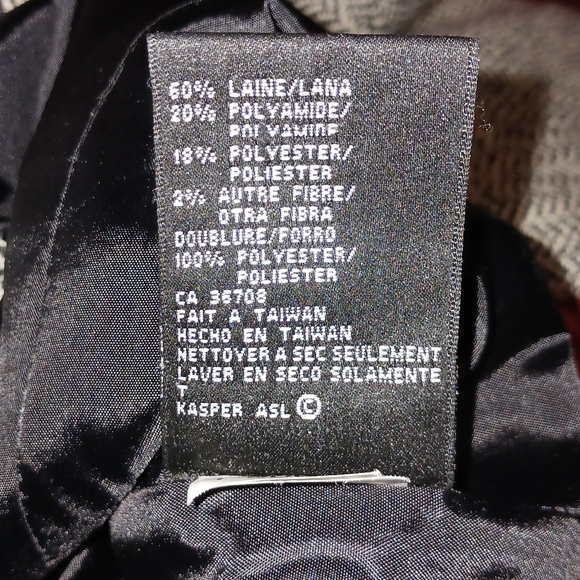 60% LAINE/LANA
20% POLYAMIDE/
POLYAMIDE
18% POLYESTER/
POLIESTER
2% AUTRE FIBRE/
OTRA FIBRA
DOUBLURE/FORRO
100% POLYESTER/
POLIESTER
CA 36708
FAIT A TAIWAN
HECHO EN TAIWAN
NETTOYER A SEC SEULEMENT
LAVER EN SECO SOLAMENTE
T
KASPER ASL ©